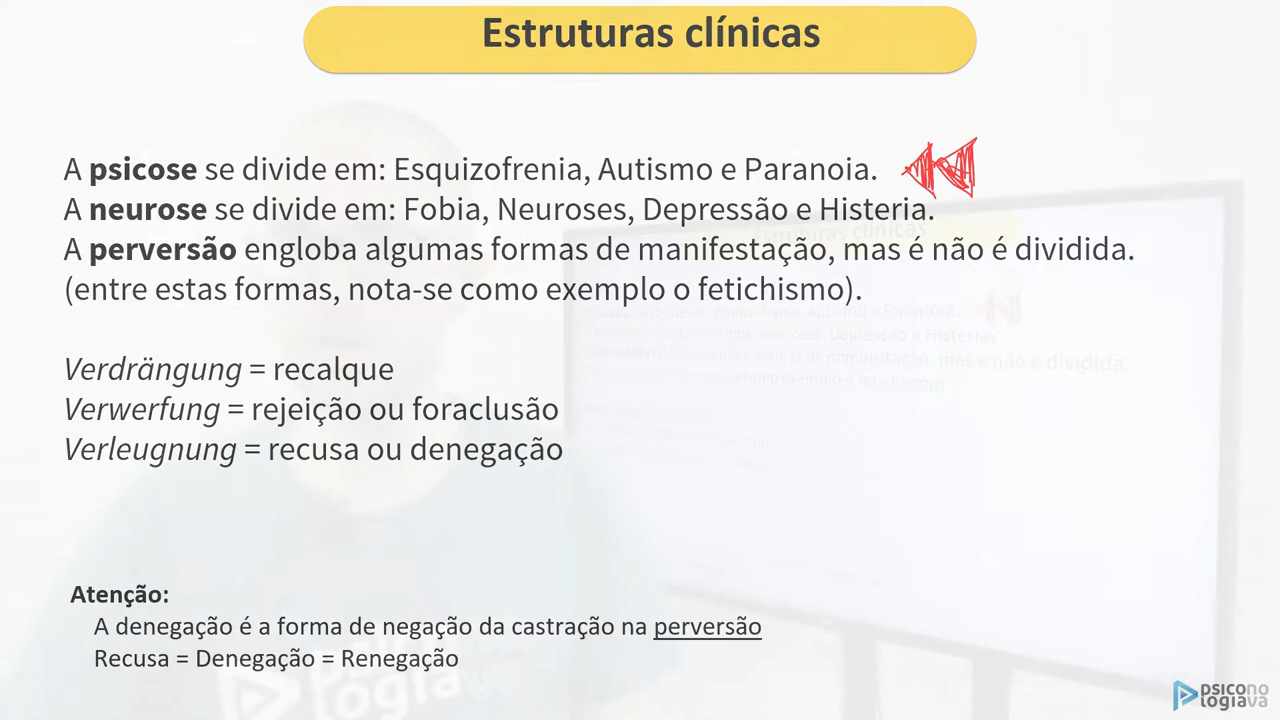 Estruturas clínicas
A psicose se divide em: Esquizofrenia, Autismo e Paranoia.
A neurose se divide em: Fobia, Neuroses, Depressão e Histeria.
A perversão engloba algumas formas de manifestação, mas é não é dividida.
(entre estas formas, nota-se como exemplo o fetichismo).
Verdrängung = recalque
Verwerfung = rejeição ou foraclusão
Verleugnung = recusa ou denegação
Atenção:
A denegação é a forma de negação da castração na perversão
Recusa = Denegação = Renegação
psicono
logiava